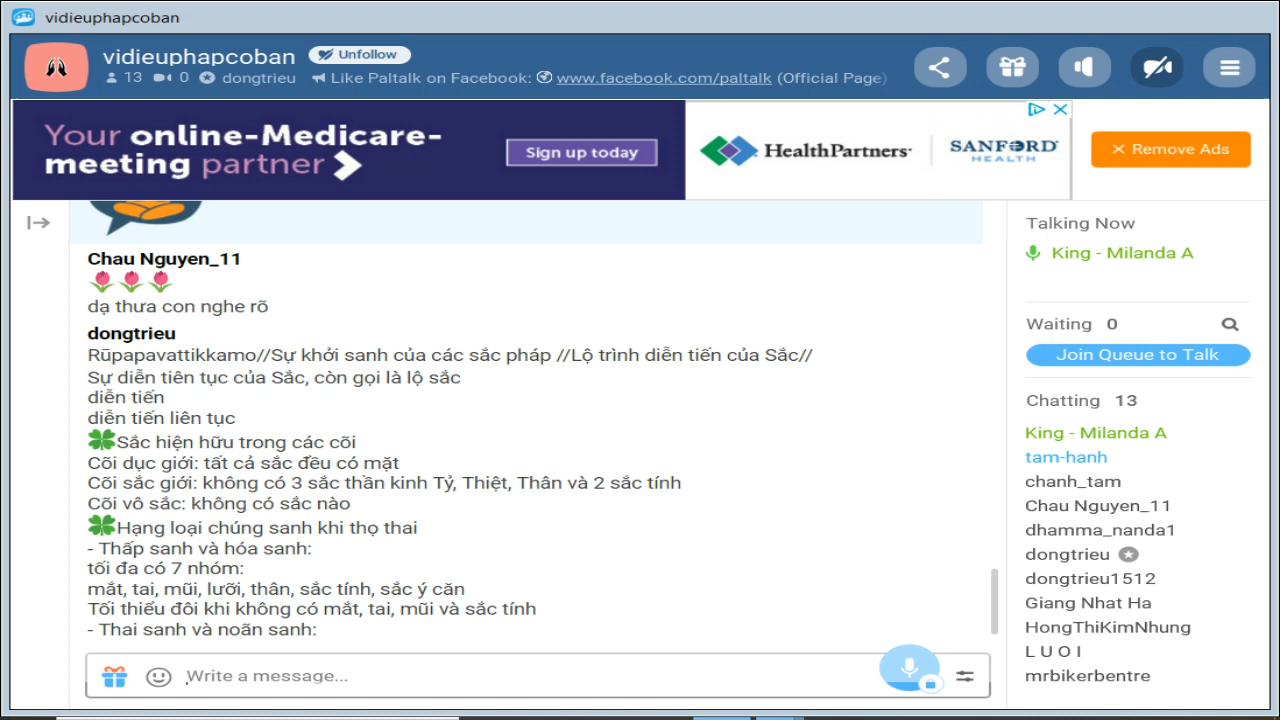 vidieuphapcoban
vidieuphapcoban Unfollow
13 0 dongtrieu Like Paltalk on Facebook: www.facebook.com/paltalk (Official Page)
Your online-Medicare-
meeting partner
Sign up today
HealthPartners®
SANFORD
HEALTH
Remove Ads
Chau Nguyen_11
dạ thưa con nghe rõ
dongtrieu
Rūpapavattikkamo//Sự khởi sanh của các sắc pháp //Lộ trình diễn tiến của Sắc//
Sự diễn tiên tục của Sắc, còn gọi là lộ sắc
diễn tiến
diễn tiến liên tục
🍀Sắc hiện hữu trong các cõi
Cõi dục giới: tất cả sắc đều có mặt
Cõi sắc giới: không có 3 sắc thần kinh Tỷ, Thiệt, Thân và 2 sắc tính
Cõi vô sắc: không có sắc nào
🍀Hạng loại chúng sanh khi thọ thai
- Thấp sanh và hóa sanh:
tối đa có 7 nhóm:
mắt, tai, mũi, lưỡi, thân, sắc tính, sắc ý căn
Tối thiểu đôi khi không có mắt, tai, mũi và sắc tính
- Thai sanh và noãn sanh:
Write a message...
Talking Now
King - Milanda A
Waiting 0
Join Queue to Talk
Chatting 13
King - Milanda A
tam-hanh
chanh_tam
Chau Nguyen_11
dhamma_nanda1
dongtrieu
dongtrieu1512
Giang Nhat Ha
HongThiKimNhung
L U O I
mrbikerbentre